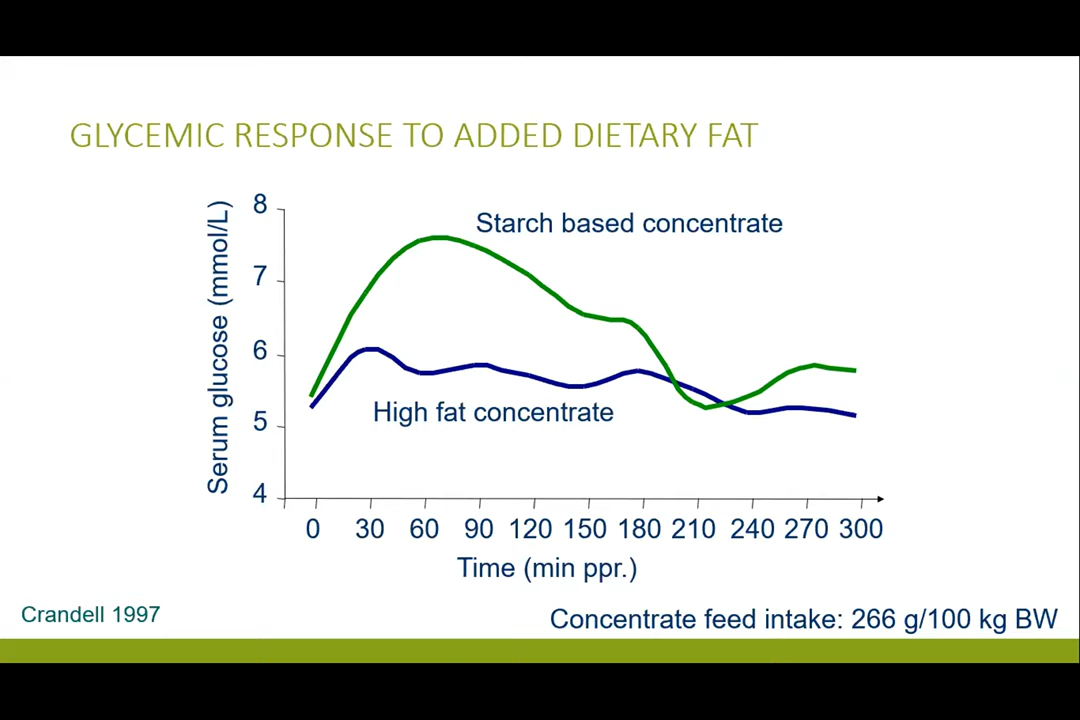 GLYCEMIC RESPONSE TO ADDED DIETARY FAT
Serum glucose (mmol/L)
8
7
6
5
4
Starch based concentrate
High fat concentrate
0 30 60 90 120 150 180 210 240 270 300
Time (min ppr.)
Crandell 1997
Concentrate feed intake: 266 g/100 kg BW